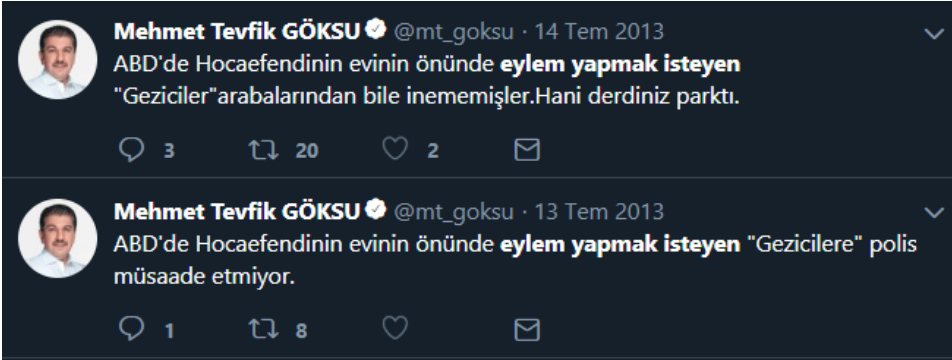 Mehmet Tevfik GÖKSU @mt_goksu · 14 Tem 2013
ABD'de Hocaefendinin evinin önünde eylem yapmak isteyen
"Geziciler"arabalarından bile inememişler.Hani derdiniz parktı.
3 20 2
Mehmet Tevfik GÖKSU @mt_goksu · 13 Tem 2013
ABD'de Hocaefendinin evinin önünde eylem yapmak isteyen "Gezicilere" polis
müsaade etmiyor.
1 8